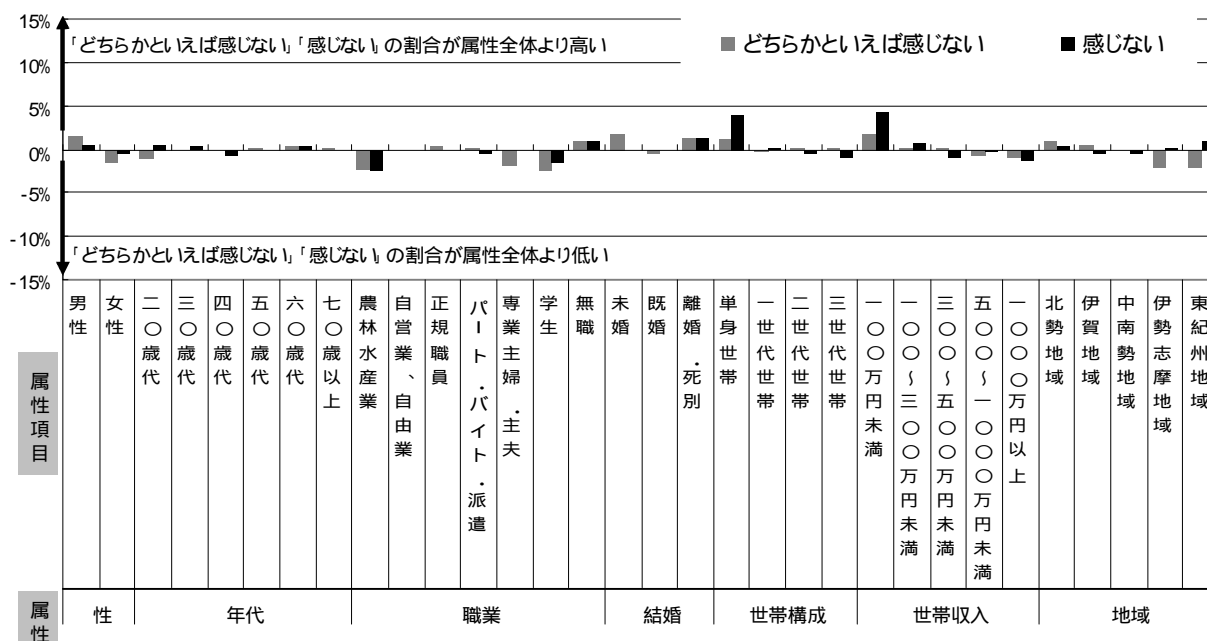 15%
「どちらかといえば感じない」「感じない」の割合が属性全体より高い
どちらかといえば感じない
感じない
10%
5%
0%
-5%
-10%
「どちらかといえば感じない」「感じない」の割合が属性全体より低い
-15%
属性項目
男性
女性
二〇歳代
三〇歳代
四〇歳代
五〇歳代
六〇歳代
七〇歳以上
農林水産業
自営業、自由業
正規職員
パート・バイト・派遣
専業主婦・主夫
学生
無職
未婚
既婚
離婚・死別
単身世帯
一世代世帯
二世代世帯
三世代世帯
一〇〇万円未満
一〇〇～三〇〇万円未満
三〇〇～五〇〇万円未満
五〇〇～一〇〇〇万円未満
一〇〇〇万円以上
北勢地域
伊賀地域
中南勢地域
伊勢志摩地域
東紀州地域
属性
性
年代
職業
結婚
世帯構成
世帯収入
地域